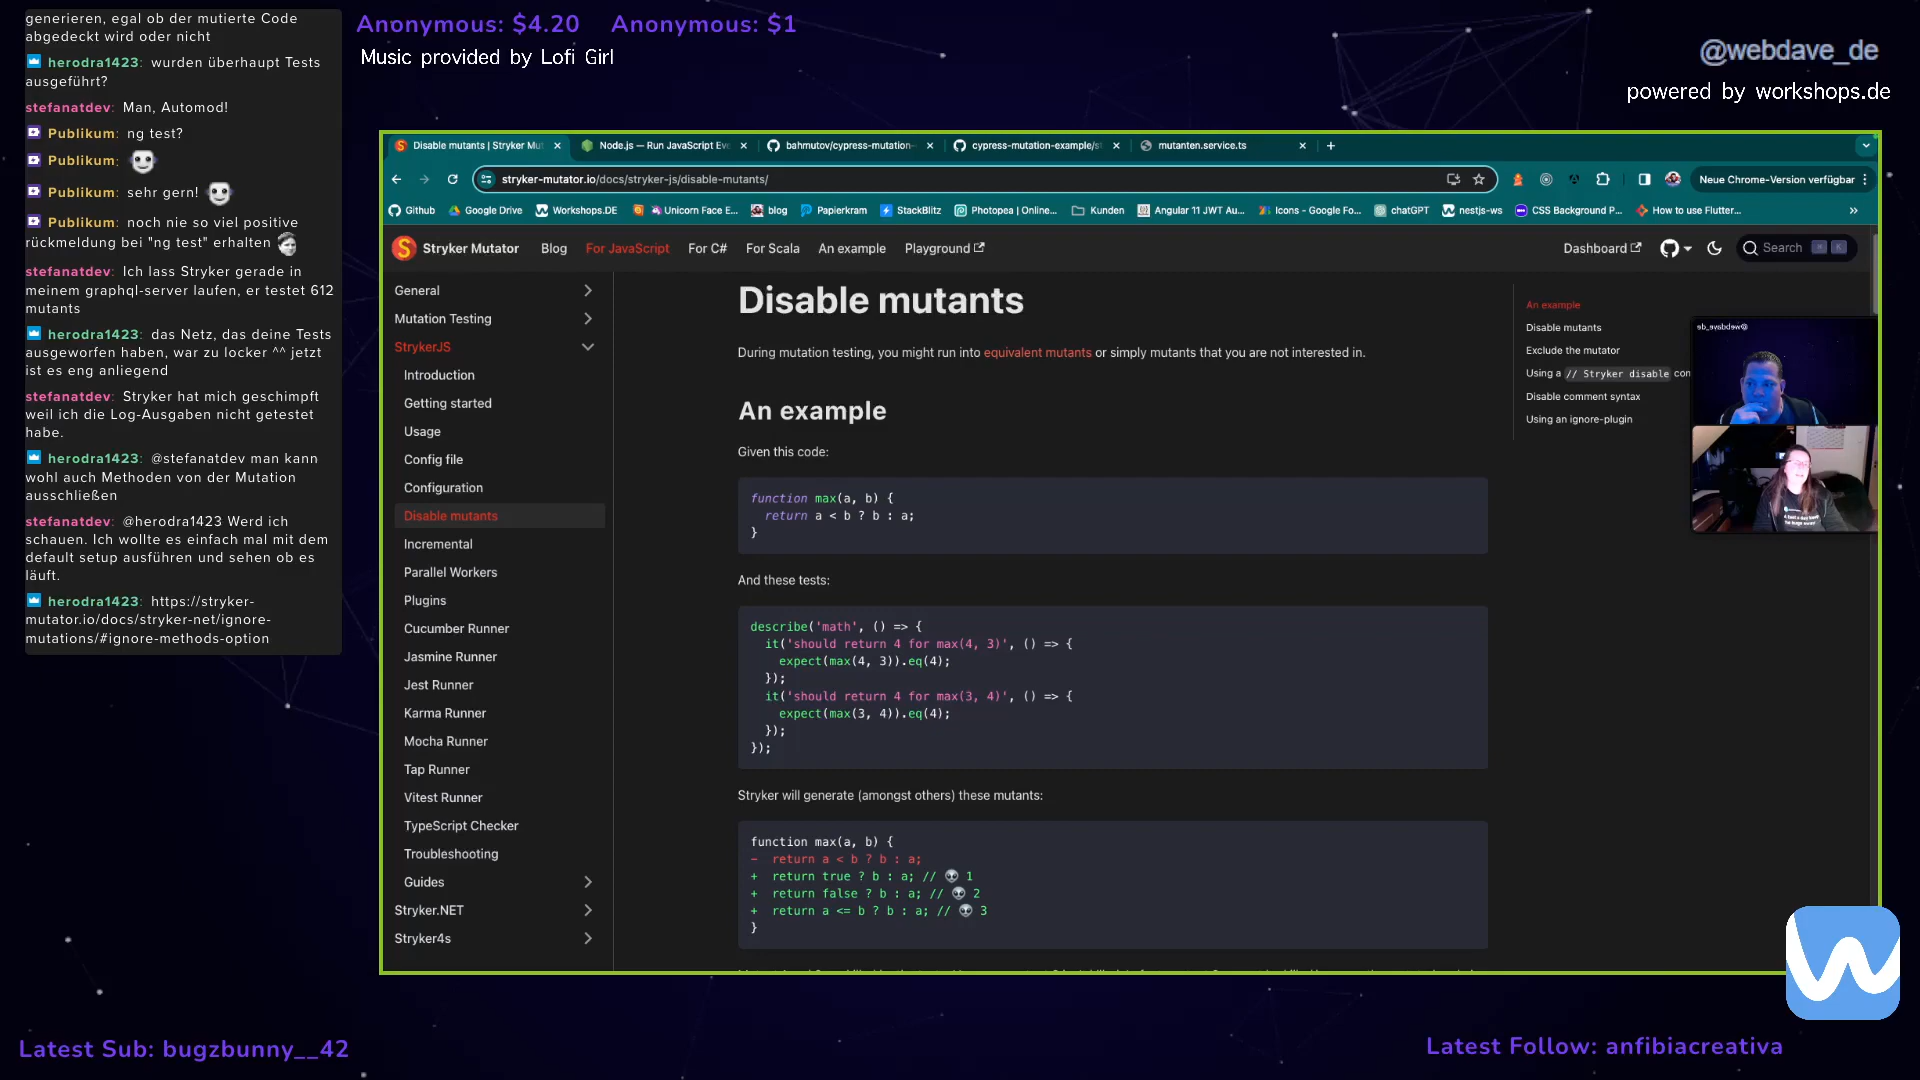 generieren, egal ob der mutierte Code
abgedeckt wird oder nicht
herodra1423: wurden überhaupt Tests
ausgeführt?
stefanatdev: Man, Automod!
Publikum: ng test?
Publikum:
Publikum: sehr gern!
Publikum: noch nie so viel positive
rückmeldung bei "ng test" erhalten
stefanatdev: Ich lass Stryker gerade in
meinem graphql-server laufen, er testet 612
mutants
herodra1423: das Netz, das deine Tests
ausgeworfen haben, war zu locker ^^ jetzt
ist es eng anliegend
stefanatdev: Stryker hat mich geschimpft
weil ich die Log-Ausgaben nicht getestet
habe.
herodra1423: @stefanatdev man kann
wohl auch Methoden von der Mutation
ausschließen
stefanatdev: @herodra1423 Werd ich
schauen. Ich wollte es einfach mal mit dem
default setup ausführen und sehen ob es
läuft.
herodra1423: https://stryker-
mutator.io/docs/stryker-net/ignore-
mutations/#ignore-methods-option
Anonymous: $4.20 Anonymous: $1
Music provided by Lofi Girl
@webdave_de
powered by workshops.de
Disable mutants | Stryker Mut
Node.js — Run JavaScript Eve
bahmutov/cypress-mutation-
cypress-mutation-example/s
mutanten.service.ts
stryker-mutator.io/docs/stryker-js/disable-mutants/
Neue Chrome-Version verfügbar
Github
Google Drive
Workshops.DE
Unicorn Face E...
blog
Papierkram
StackBlitz
Photopea | Online...
Kunden
Angular 11 JWT Au...
Icons - Google Fo...
chatGPT
nestjs-ws
CSS Background P...
How to use Flutter...
»
Stryker Mutator
Blog
For JavaScript
For C#
For Scala
An example
Playground
Dashboard
Search
General
Mutation Testing
StrykerJS
Introduction
Getting started
Usage
Config file
Configuration
Disable mutants
Incremental
Parallel Workers
Plugins
Cucumber Runner
Jasmine Runner
Jest Runner
Karma Runner
Mocha Runner
Tap Runner
Vitest Runner
TypeScript Checker
Troubleshooting
Guides
Stryker.NET
Stryker4s
Disable mutants
During mutation testing, you might run into equivalent mutants or simply mutants that you are not interested in.
An example
Given this code:
function max(a, b) {
return a < b ? b : a;
}
And these tests:
describe('math', () => {
it('should return 4 for max(4, 3)', () => {
expect(max(4, 3)).eq(4);
});
it('should return 4 for max(3, 4)', () => {
expect(max(3, 4)).eq(4);
});
});
Stryker will generate (amongst others) these mutants:
function max(a, b) {
- return a < b ? b : a;
+ return true ? b : a; // 👽 1
+ return false ? b : a; // 👽 2
+ return a <= b ? b : a; // 👽 3
}
An example
Disable mutants
Exclude the mutator
Using a // Stryker disable con
Disable comment syntax
Using an ignore-plugin
@webdave_de
Latest Sub: bugzbunny__42
Latest Follow: anfibiacreativa